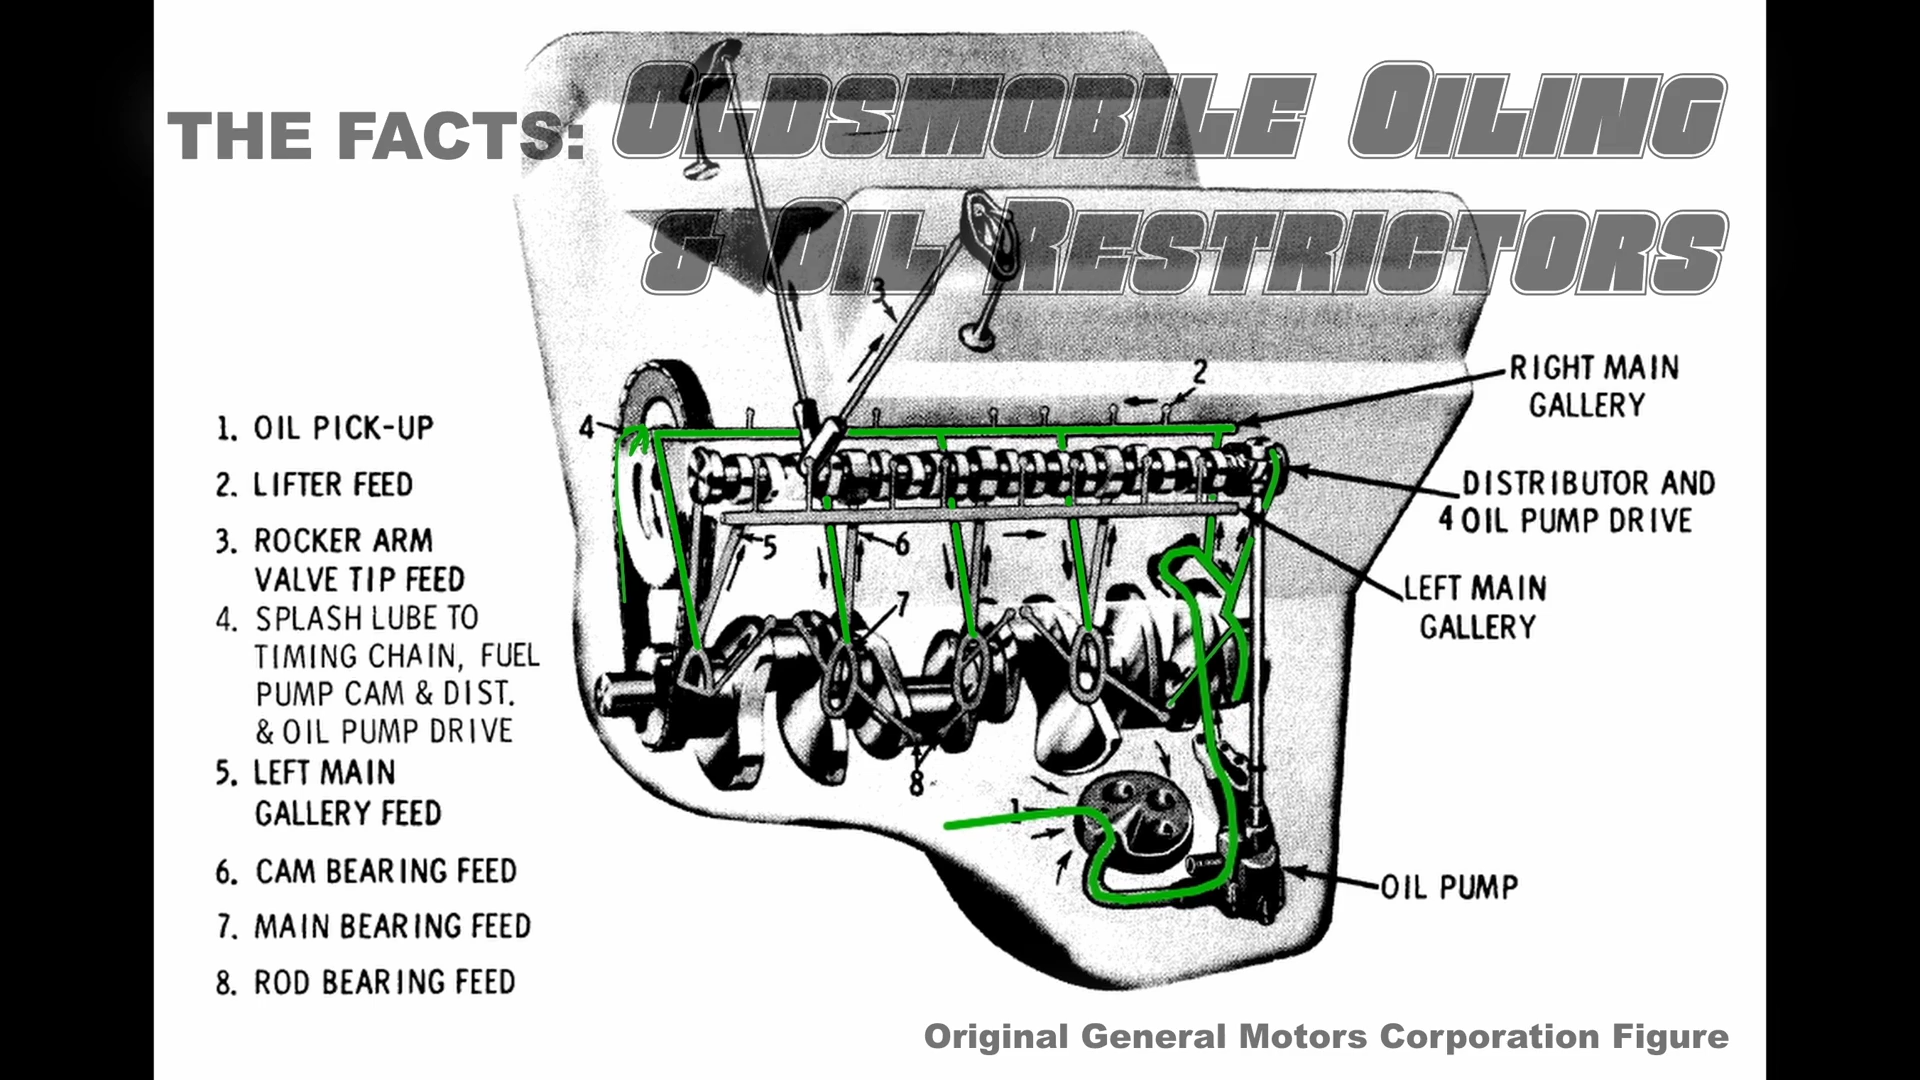 THE FACTS: OLDSMOBILE OILING
& OIL RESTRICTORS
1. OIL PICK-UP
2. LIFTER FEED
3. ROCKER ARM
VALVE TIP FEED
4. SPLASH LUBE TO
TIMING CHAIN, FUEL
PUMP CAM & DIST.
& OIL PUMP DRIVE
5. LEFT MAIN
GALLERY FEED
6. CAM BEARING FEED
7. MAIN BEARING FEED
8. ROD BEARING FEED
3
2
4
5
6
7
8
1
RIGHT MAIN
GALLERY
DISTRIBUTOR AND
4 OIL PUMP DRIVE
LEFT MAIN
GALLERY
OIL PUMP
Original General Motors Corporation Figure